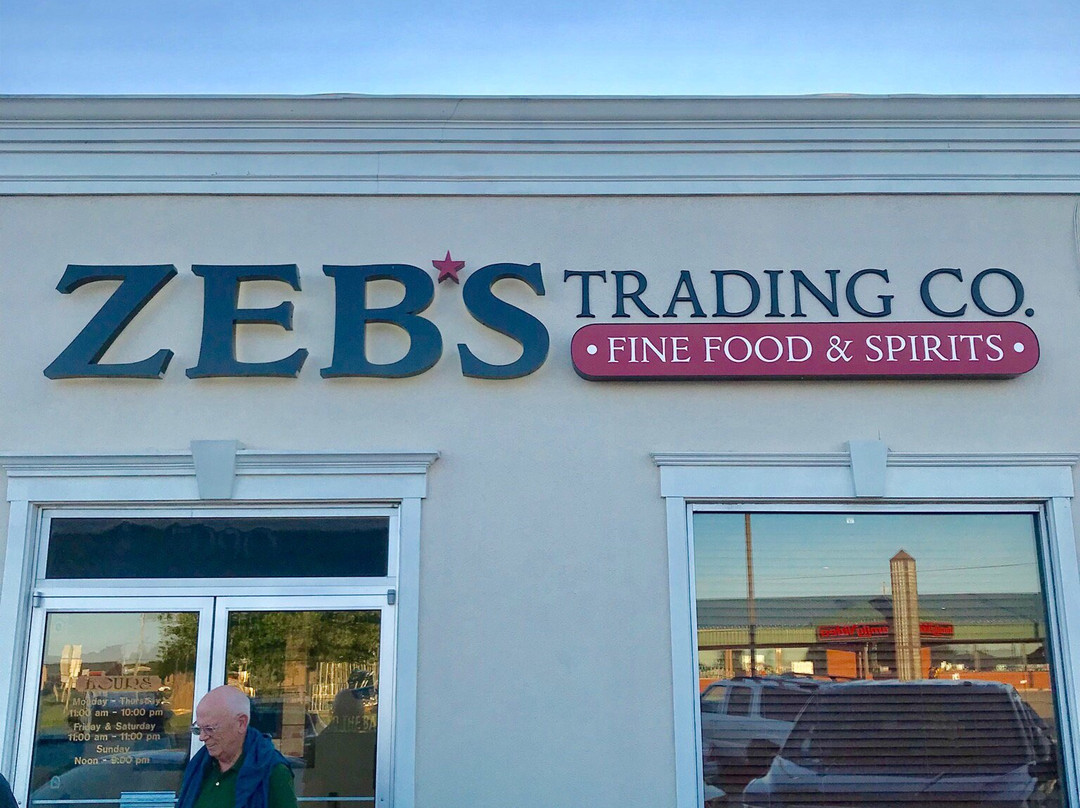 ZEB'S
TRADING CO.
• FINE FOOD & SPIRITS •
HOURS
Monday - Thursday
11:00 am - 10:00 pm
Friday & Saturday
11:00 am - 11:00 pm
Sunday
Noon - 9:00 pm